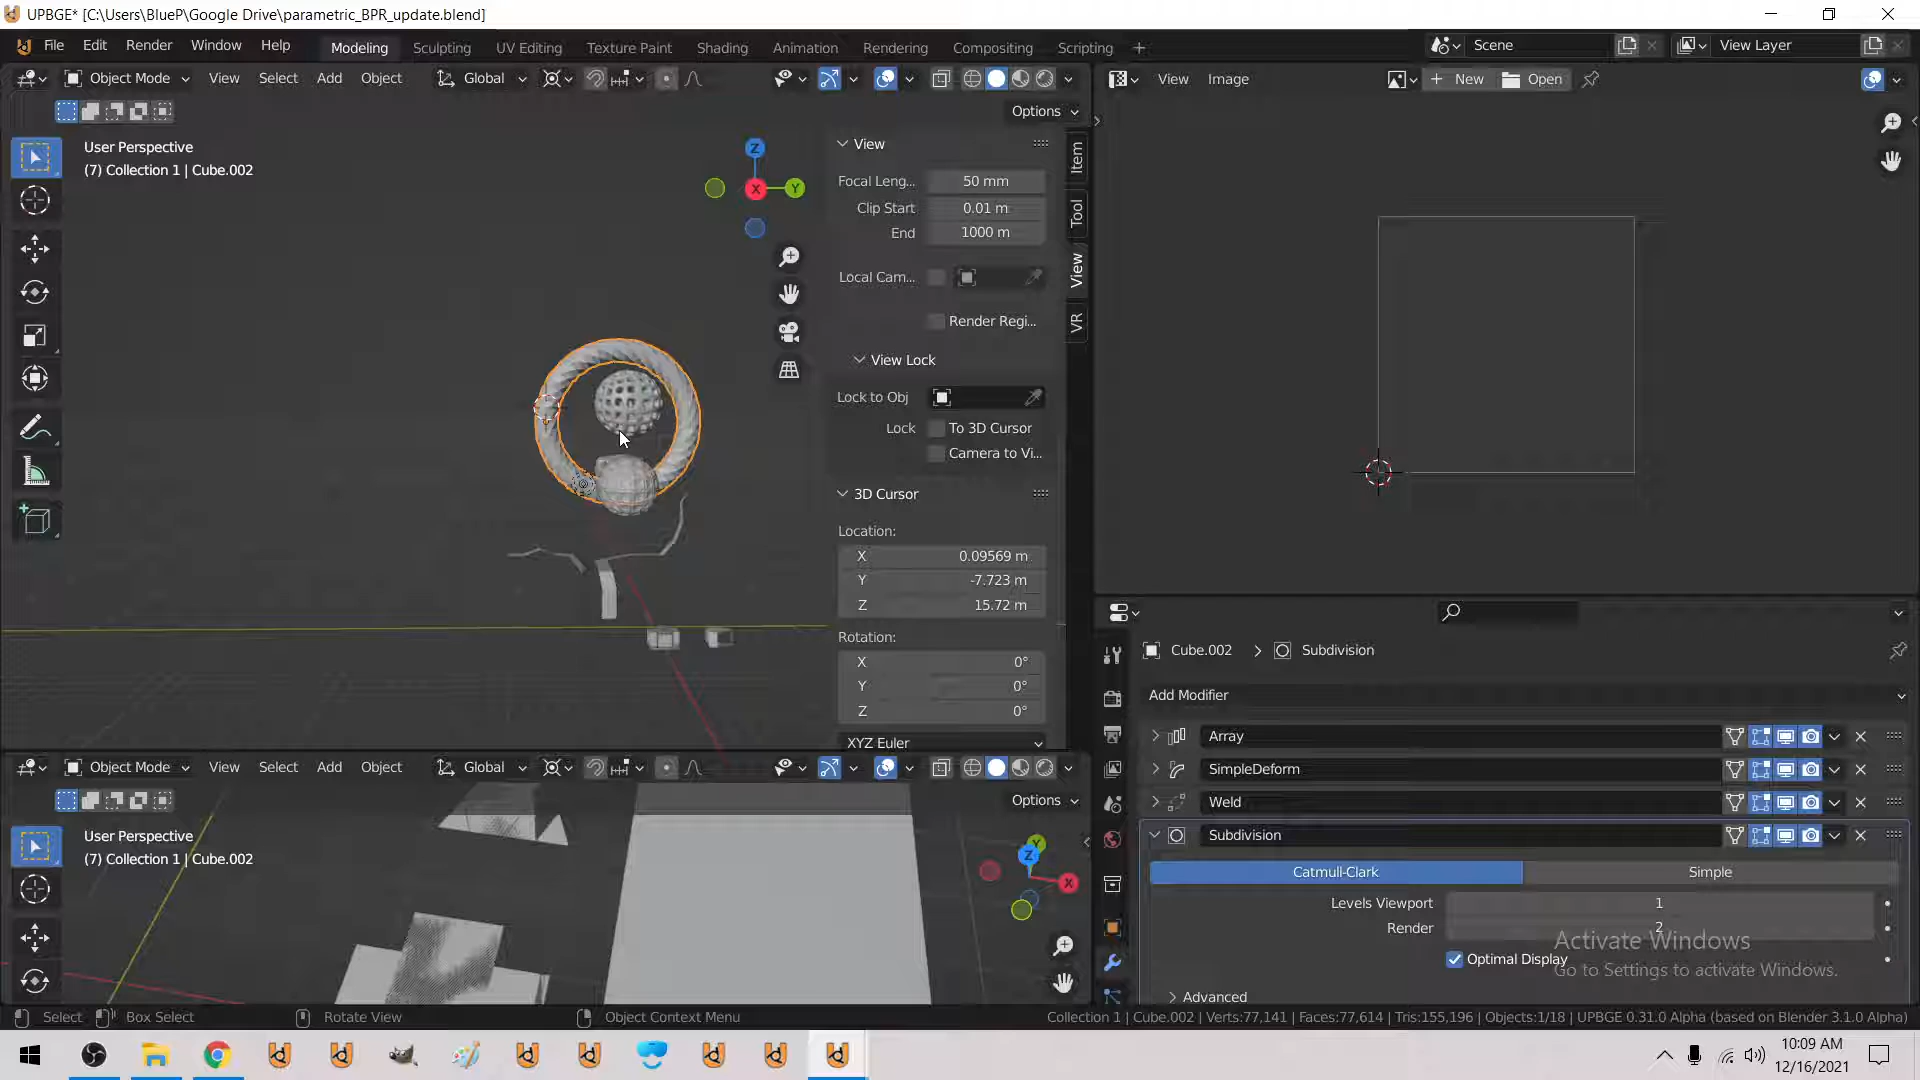 UPBGE* [C:\Users\BlueP\Google Drive\parametric_BPR_update.blend]
File Edit Render Window Help Modeling Sculpting UV Editing Texture Paint Shading Animation Rendering Compositing Scripting + Scene View Layer
Object Mode View Select Add Object Global View Image New Open
Options
User Perspective
(7) Collection 1 | Cube.002
Z
X
Y
View
Focal Leng... 50 mm
Clip Start 0.01 m
End 1000 m
Local Cam...
Render Regi...
View Lock
Lock to Obj
Lock To 3D Cursor
Camera to Vi...
3D Cursor
Location:
X 0.09569 m
Y -7.723 m
Z 15.72 m
Rotation:
X 0°
Y 0°
Z 0°
XYZ Euler
Item
Tool
View
VR
Cube.002 > Subdivision
Add Modifier
Array
SimpleDeform
Weld
Subdivision
Catmull-Clark Simple
Levels Viewport 1
Render 2
Optimal Display
Advanced
Activate Windows
Go to Settings to activate Windows.
Object Mode View Select Add Object Global
Options
User Perspective
(7) Collection 1 | Cube.002
Y
Z
X
Select Box Select Rotate View Object Context Menu Collection 1 | Cube.002 | Verts:77,141 | Faces:77,614 | Tris:155,196 | Objects:1/18 | UPBGE 0.31.0 Alpha (based on Blender 3.1.0 Alpha)
10:09 AM
12/16/2021